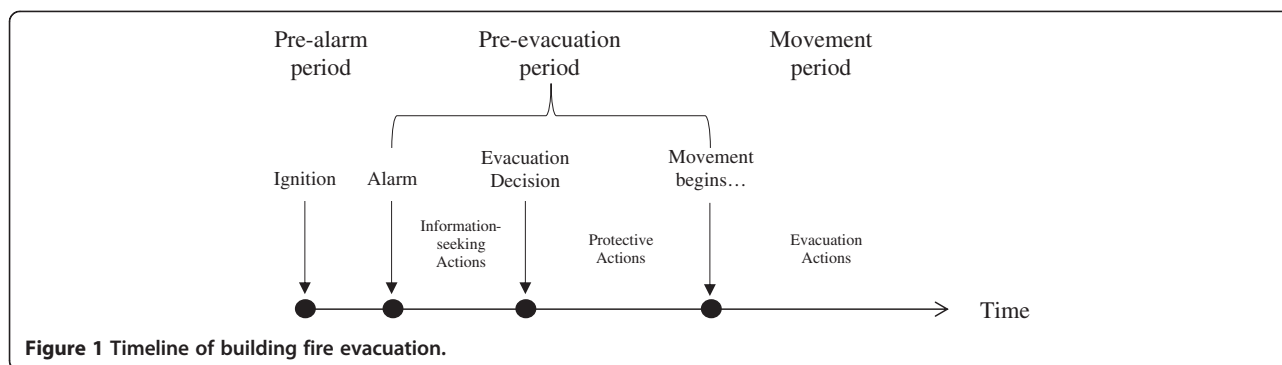 Pre-alarm
period
Pre-evacuation
period
Movement
period
Ignition
Alarm
Evacuation
Decision
Movement
begins…
Information-
seeking
Actions
Protective
Actions
Evacuation
Actions
Time
Figure 1 Timeline of building fire evacuation.